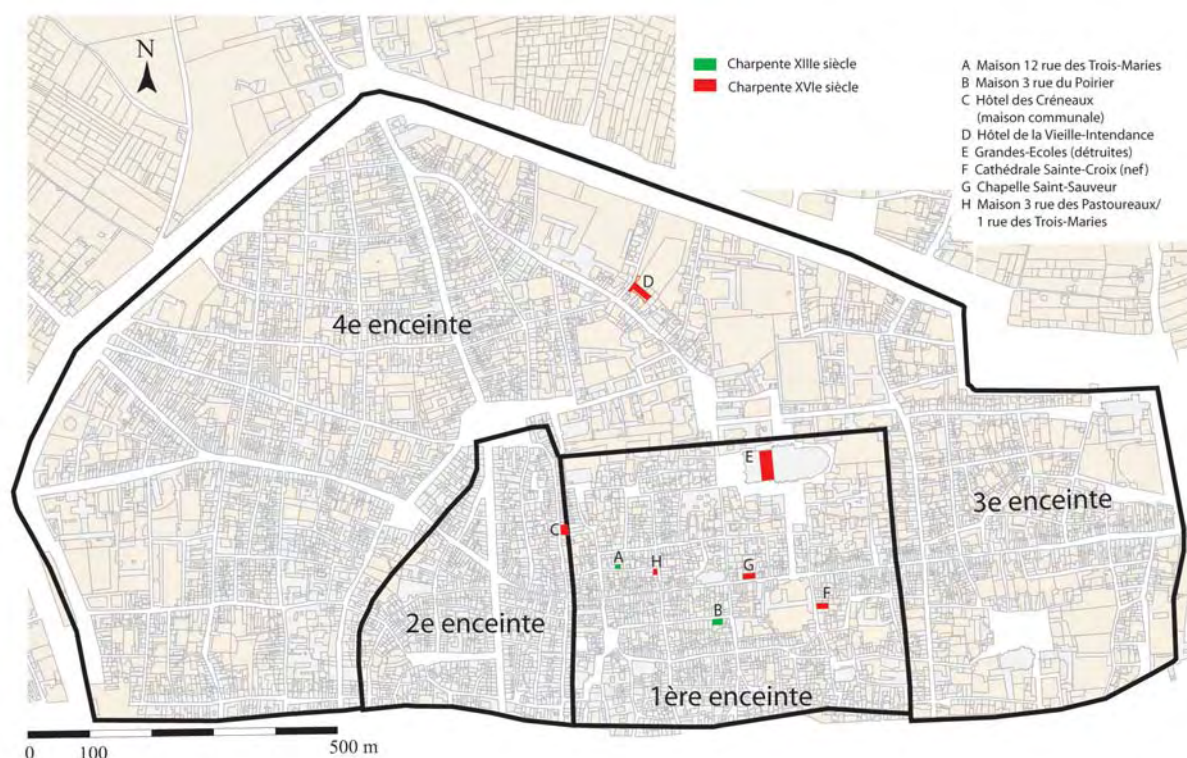 N
Charpente XIIIe siècle
Charpente XVIe siècle
A Maison 12 rue des Trois-Maries
B Maison 3 rue du Poirier
C Hôtel des Créneaux
(maison communale)
D Hôtel de la Vieille-Intendance
E Grandes-Ecoles (détruites)
F Cathédrale Sainte-Croix (nef)
G Chapelle Saint-Sauveur
H Maison 3 rue des Pastoureaux/
1 rue des Trois-Maries
D
4e enceinte
E
3e enceinte
C
A
H
G
F
B
2e enceinte
1ère enceinte
0 100 500 m